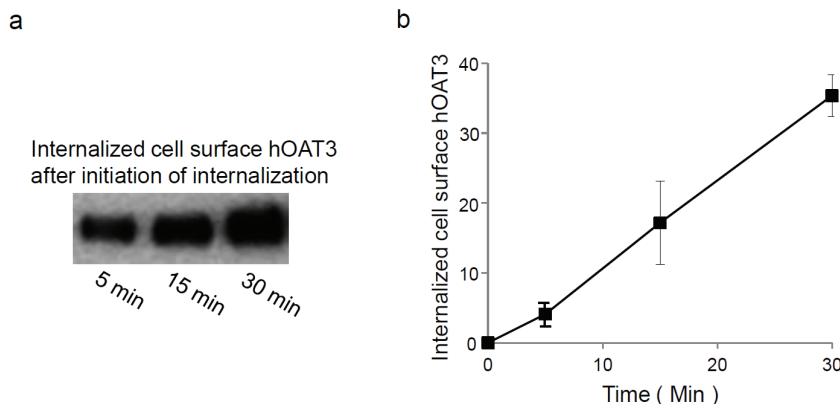 a
Internalized cell surface hOAT3
after initiation of internalization
5 min
15 min
30 min
b
Internalized cell surface hOAT3
40
30
20
10
0
0
10
20
30
Time ( Min )